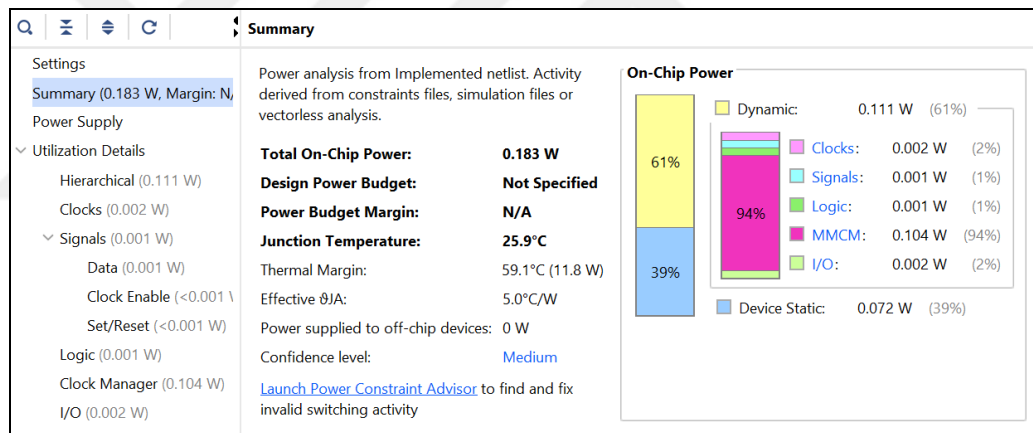 Summary
Settings
Summary (0.183 W, Margin: N/
Power Supply
Utilization Details
Hierarchical (0.111 W)
Clocks (0.002 W)
Signals (0.001 W)
Data (0.001 W)
Clock Enable (<0.001 \
Set/Reset (<0.001 W)
Logic (0.001 W)
Clock Manager (0.104 W)
I/O (0.002 W)
Power analysis from Implemented netlist. Activity
derived from constraints files, simulation files or
vectorless analysis.
Total On-Chip Power: 0.183 W
Design Power Budget: Not Specified
Power Budget Margin: N/A
Junction Temperature: 25.9°C
Thermal Margin: 59.1°C (11.8 W)
Effective ϑJA: 5.0°C/W
Power supplied to off-chip devices: 0 W
Confidence level: Medium
Launch Power Constraint Advisor to find and fix
invalid switching activity
On-Chip Power
61%
39%
Dynamic: 0.111 W (61%)
94%
Clocks: 0.002 W (2%)
Signals: 0.001 W (1%)
Logic: 0.001 W (1%)
MMCM: 0.104 W (94%)
I/O: 0.002 W (2%)
Device Static: 0.072 W (39%)